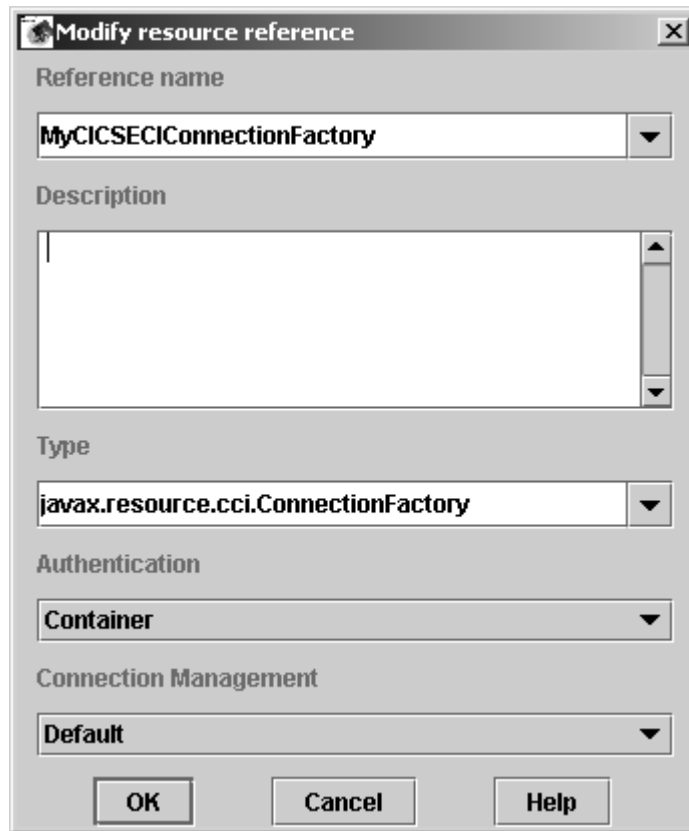 Modify resource reference
Reference name
MyCICSECIConnectionFactory
Description
Type
javax.resource.cci.ConnectionFactory
Authentication
Container
Connection Management
Default
OK Cancel Help